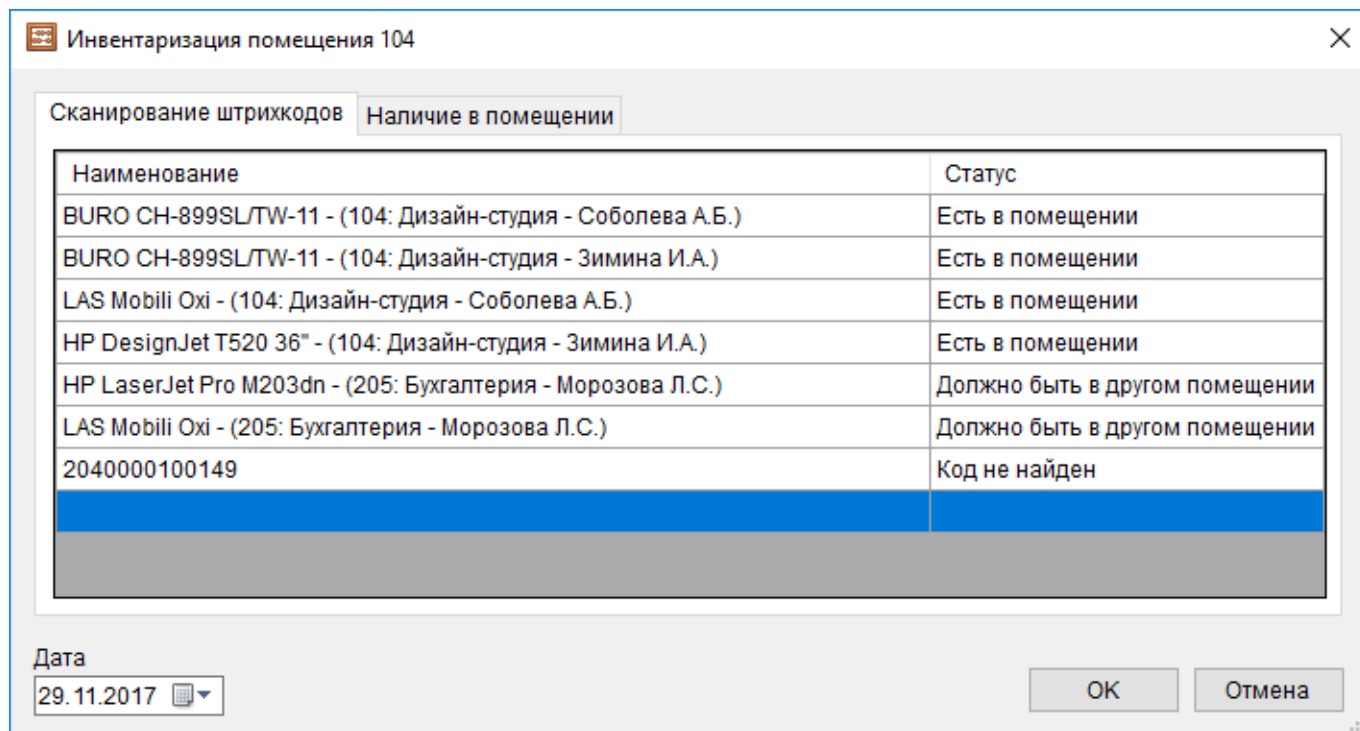 Инвентаризация помещения 104
Сканирование штрихкодов Наличие в помещении
Наименование Статус
BURO CH-899SL/TW-11 - (104: Дизайн-студия - Соболева А.Б.) Есть в помещении
BURO CH-899SL/TW-11 - (104: Дизайн-студия - Зимина И.А.) Есть в помещении
LAS Mobili Oxi - (104: Дизайн-студия - Соболева А.Б.) Есть в помещении
HP DesignJet T520 36" - (104: Дизайн-студия - Зимина И.А.) Есть в помещении
HP LaserJet Pro M203dn - (205: Бухгалтерия - Морозова Л.С.) Должно быть в другом помещении
LAS Mobili Oxi - (205: Бухгалтерия - Морозова Л.С.) Должно быть в другом помещении
2040000100149 Код не найден
Дата
29.11.2017 OK Отмена